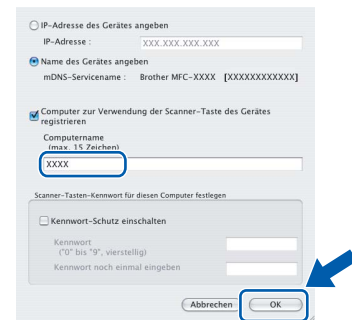 IP-Adresse des Gerätes angeben
IP-Adresse : XXX.XXX.XXX.XXX
Name des Gerätes angeben
mDNS-Servicename : Brother MFC-XXXX [XXXXXXXXXXXX]
Computer zur Verwendung der Scanner-Taste des Gerätes
registrieren
Computername
(max. 15 Zeichen)
XXXX
Scanner-Tasten-Kennwort für diesen Computer festlegen
Kennwort-Schutz einschalten
Kennwort
("0" bis "9", vierstellig)
Kennwort noch einmal eingeben
Abbrechen OK